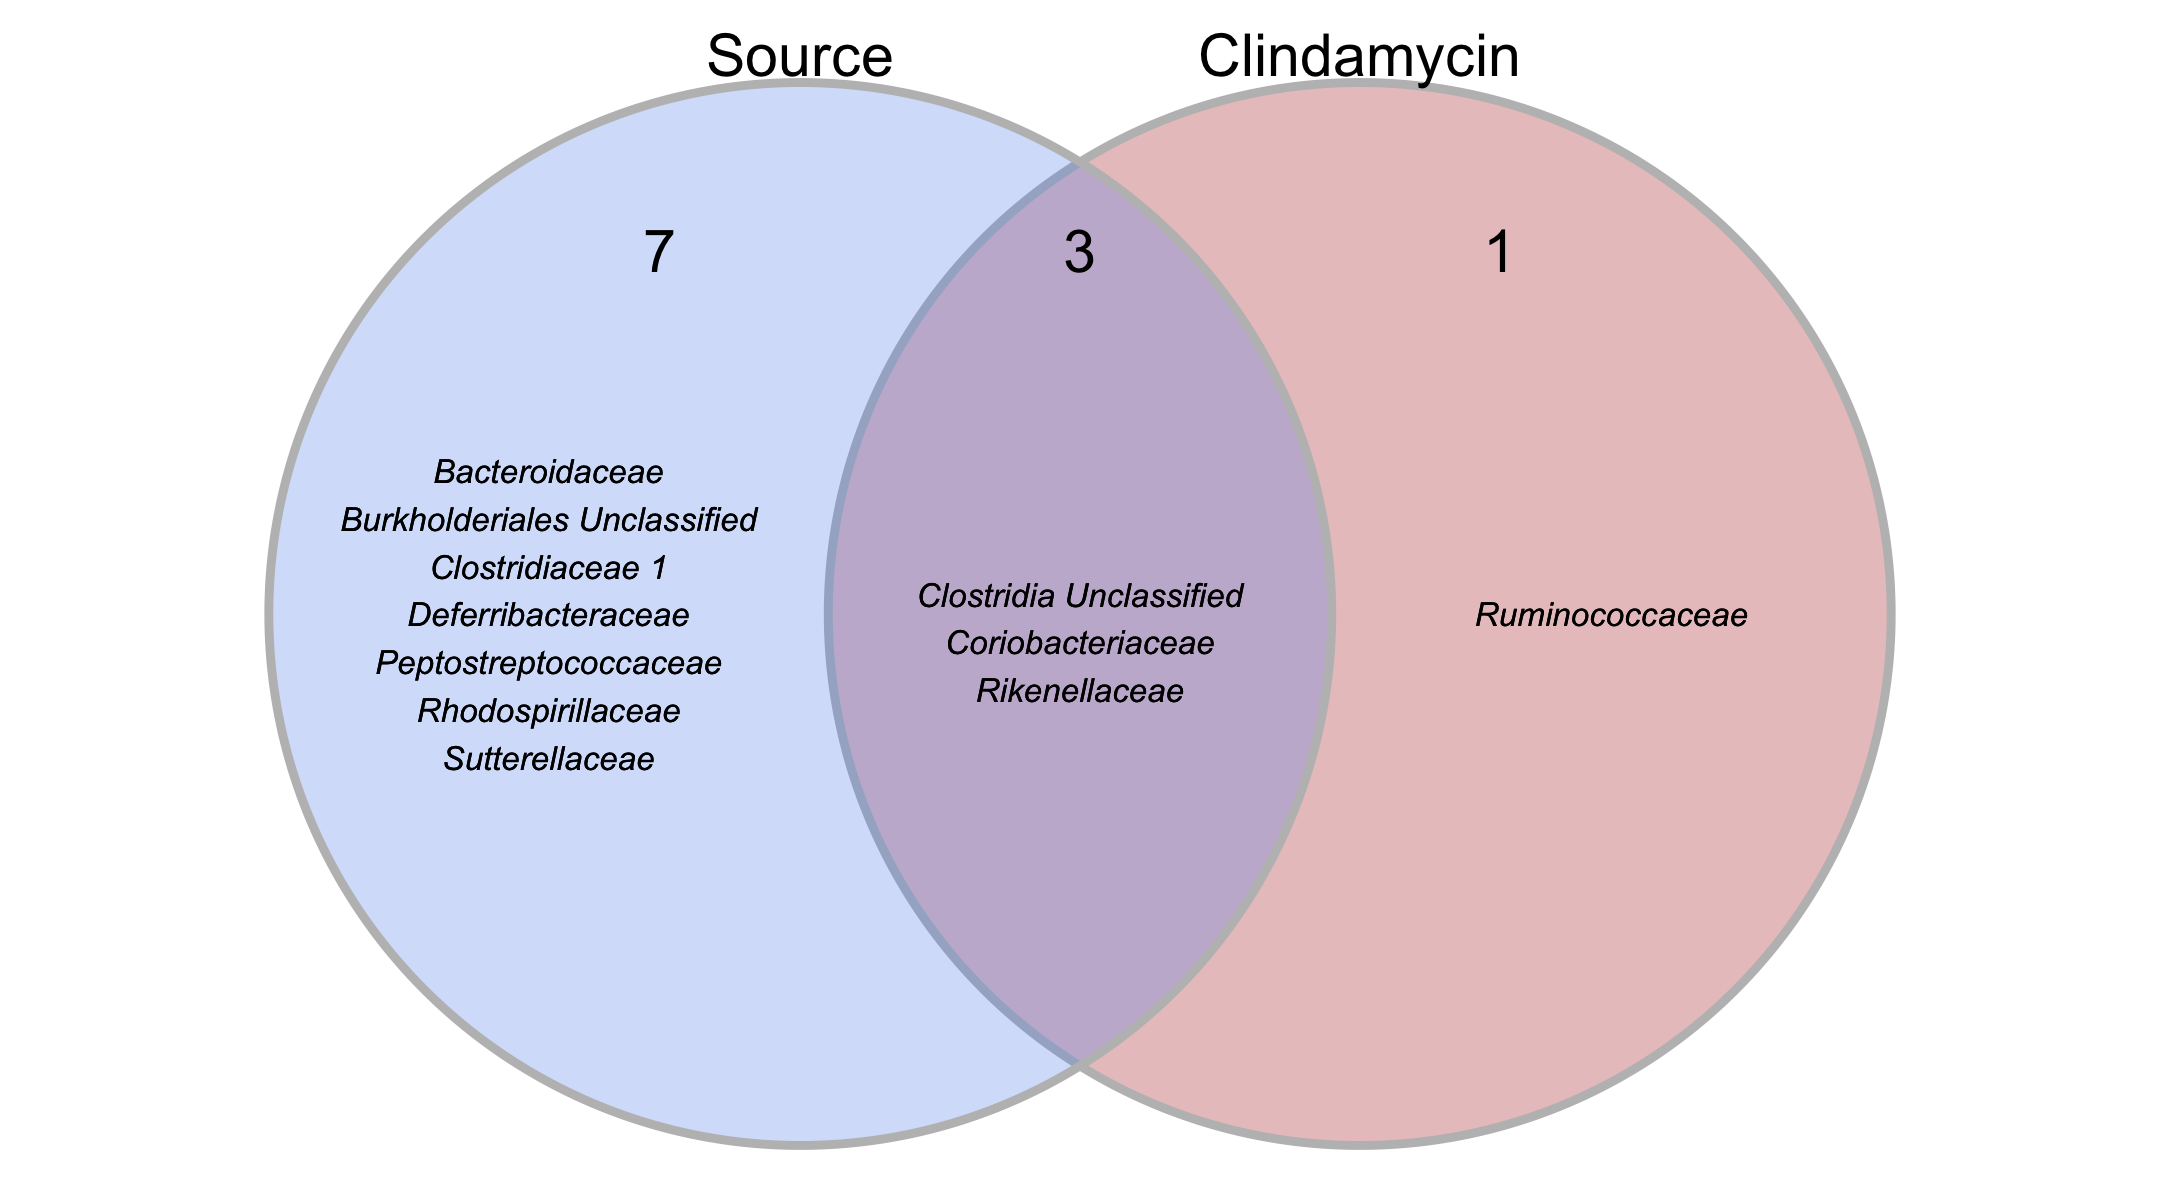 Source
Clindamycin
7
3
1
Bacteroidaceae
Burkholderiales Unclassified
Clostridiaceae 1
Deferribacteraceae
Peptostreptococcaceae
Rhodospirillaceae
Sutterellaceae
Clostridia Unclassified
Coriobacteriaceae
Rikenellaceae
Ruminococcaceae